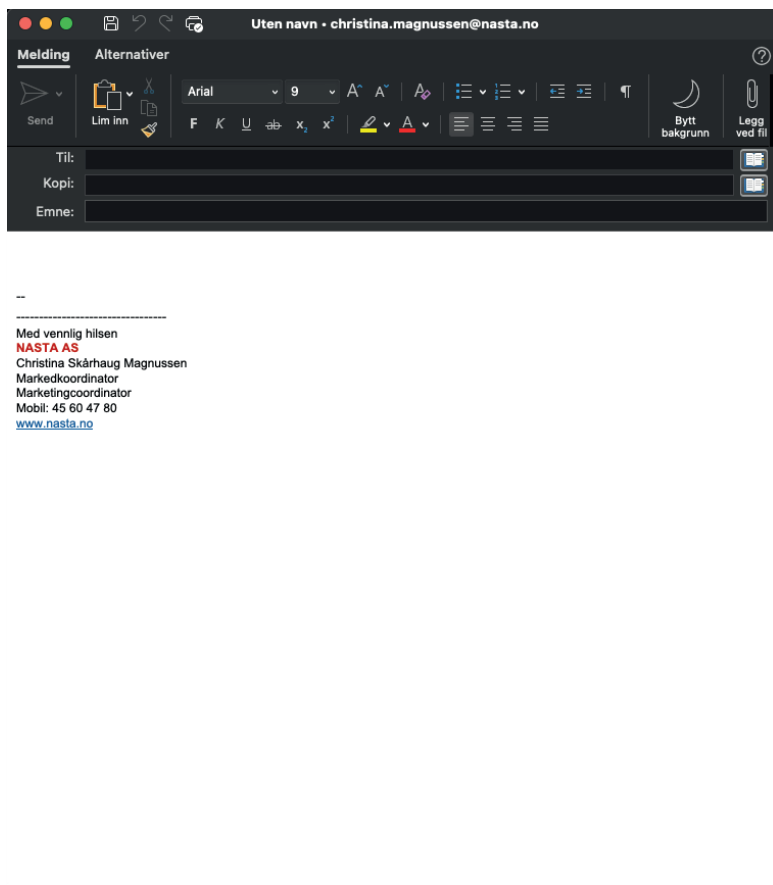 Uten navn • christina.magnussen@nasta.no
Melding Alternativer
Send
Lim inn
Arial 9
F K U ab x₂ x²
A
Bytt bakgrunn
Legg ved fil
Til:
Kopi:
Emne:
--
---------------------------------
Med vennlig hilsen
NASTA AS
Christina Skårhaug Magnussen
Markedkoordinator
Marketingcoordinator
Mobil: 45 60 47 80
www.nasta.no